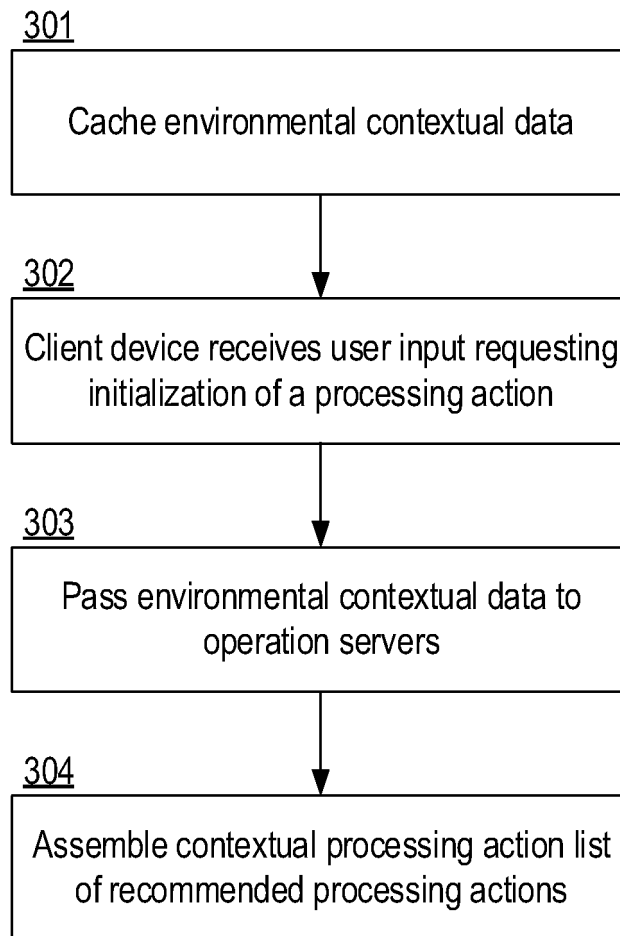 301
Cache environmental contextual data
302
Client device receives user input requesting
initialization of a processing action
303
Pass environmental contextual data to
operation servers
304
Assemble contextual processing action list
of recommended processing actions